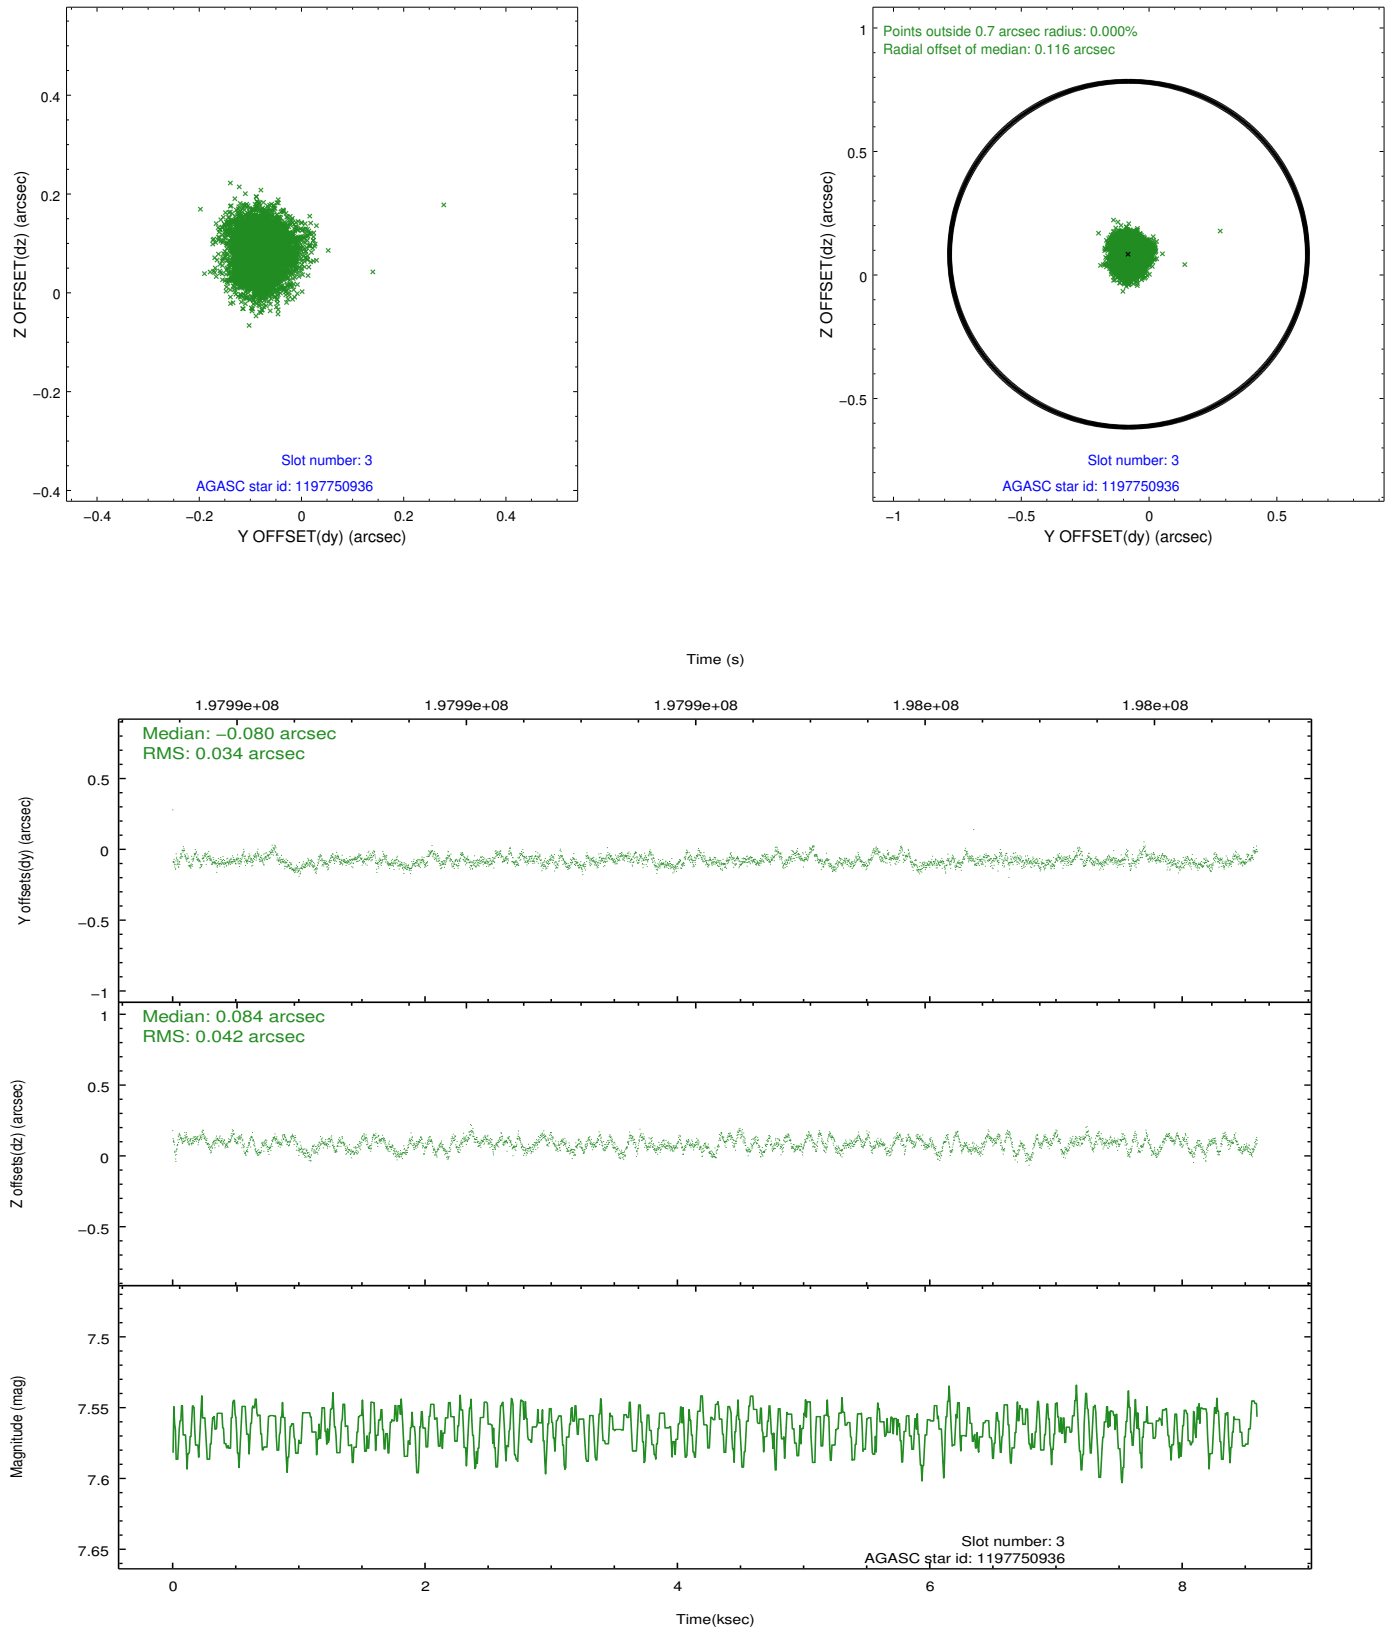 0.4
0.2
0
−0.2
−0.4
Z OFFSET(dz) (arcsec)
Slot number: 3
AGASC star id: 1197750936
−0.4 −0.2 0 0.2 0.4
Y OFFSET(dy) (arcsec)
Points outside 0.7 arcsec radius: 0.000%
Radial offset of median: 0.116 arcsec
1
0.5
0
−0.5
Z OFFSET(dz) (arcsec)
Slot number: 3
AGASC star id: 1197750936
−1 −0.5 0 0.5
Y OFFSET(dy) (arcsec)
Time (s)
1.9799e+08 1.9799e+08 1.9799e+08 1.98e+08 1.98e+08
Median: −0.080 arcsec
RMS: 0.034 arcsec
0.5
0
−0.5
−1
Y offsets(dy) (arcsec)
Median: 0.084 arcsec
RMS: 0.042 arcsec
1
0.5
0
−0.5
Z offsets(dz) (arcsec)
7.5
7.55
7.6
7.65
Magnitude (mag)
Slot number: 3
AGASC star id: 1197750936
0 2 4 6 8
Time(ksec)